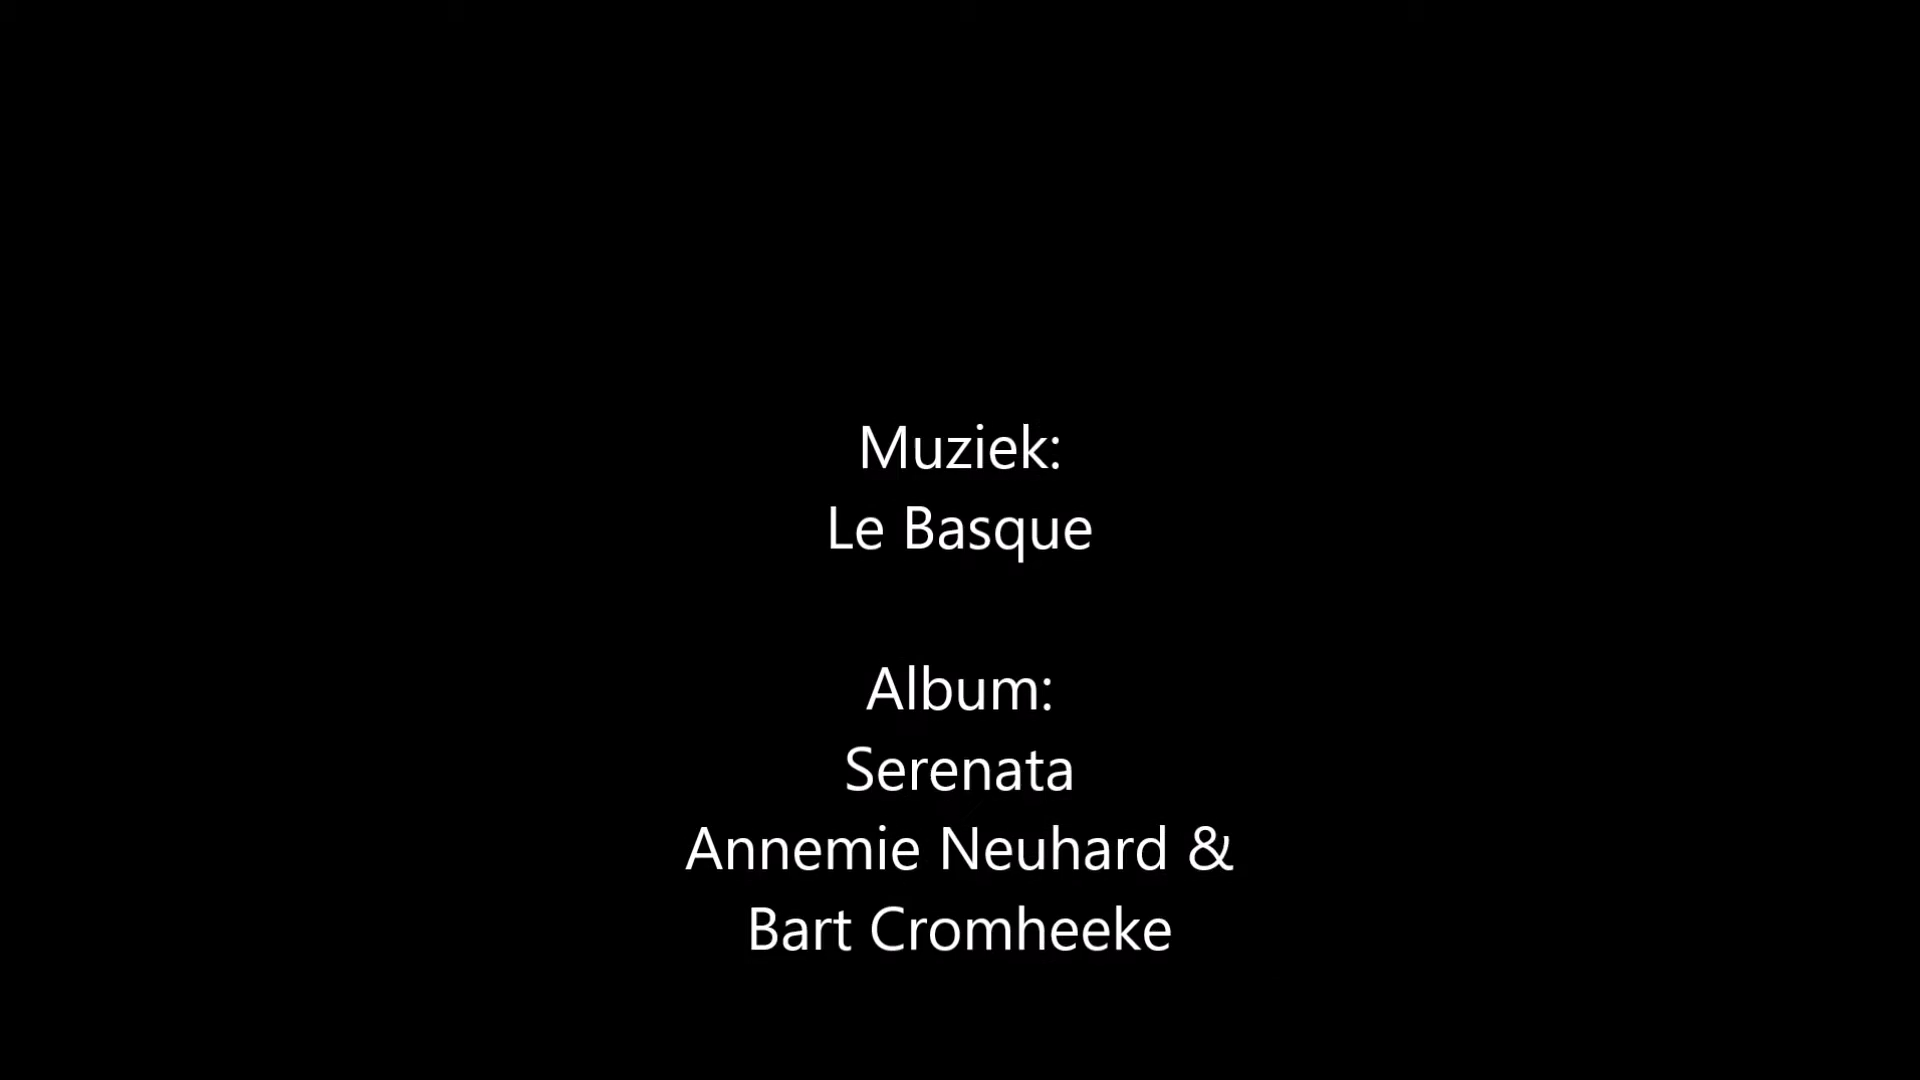 Muziek:
Le Basque
Album:
Serenata
Annemie Neuhard &
Bart Cromheeke